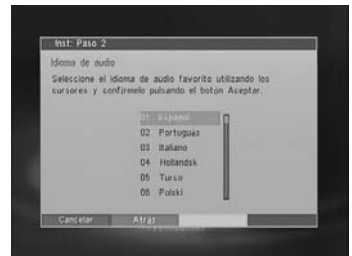 Inst: Paso 2
Idioma de audio
Seleccione el idioma de audio favorito utilizando los
cursores y confírmelo pulsando el botón Aceptar.
01 Español
02 Portugues
03 Italiano
04 Hollandsk
05 Turco
06 Polski
Cancelar Atrás